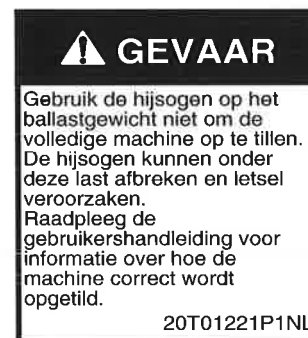 GEVAAR
Gebruik de hijsogen op het
ballastgewicht niet om de
volledige machine op te tillen.
De hijsogen kunnen onder
deze last afbreken en letsel
veroorzaken.
Raadpleeg de
gebruikershandleiding voor
informatie over hoe de
machine correct wordt
opgetild.
20T01221P1NL